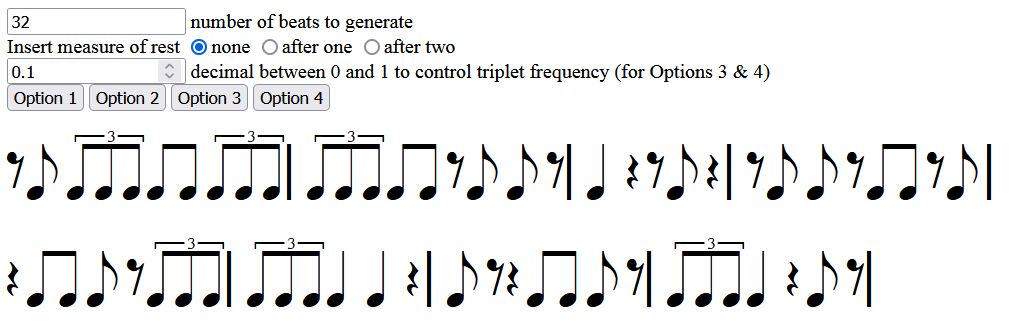 32 number of beats to generate
Insert measure of rest none after one after two
0.1 decimal between 0 and 1 to control triplet frequency (for Options 3 & 4)
Option 1 Option 2 Option 3 Option 4
3 3 3
3 3 3